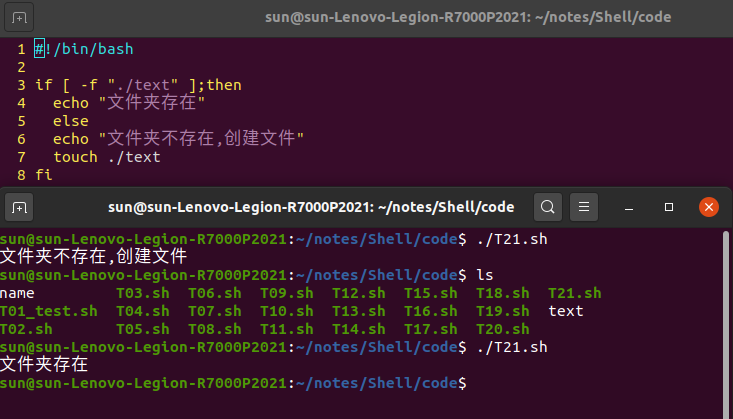 sun@sun-Lenovo-Legion-R7000P2021: ~/notes/Shell/code
1 #!/bin/bash
2
3 if [ -f "./text" ];then
4   echo "文件夹存在"
5   else
6   echo "文件夹不存在,创建文件"
7   touch ./text
8 fi
sun@sun-Lenovo-Legion-R7000P2021: ~/notes/Shell/code
sun@sun-Lenovo-Legion-R7000P2021:~/notes/Shell/code$ ./T21.sh
文件夹不存在,创建文件
sun@sun-Lenovo-Legion-R7000P2021:~/notes/Shell/code$ ls
name T03.sh T06.sh T09.sh T12.sh T15.sh T18.sh T21.sh
T01_test.sh T04.sh T07.sh T10.sh T13.sh T16.sh T19.sh text
T02.sh T05.sh T08.sh T11.sh T14.sh T17.sh T20.sh
sun@sun-Lenovo-Legion-R7000P2021:~/notes/Shell/code$ ./T21.sh
文件夹存在
sun@sun-Lenovo-Legion-R7000P2021:~/notes/Shell/code$